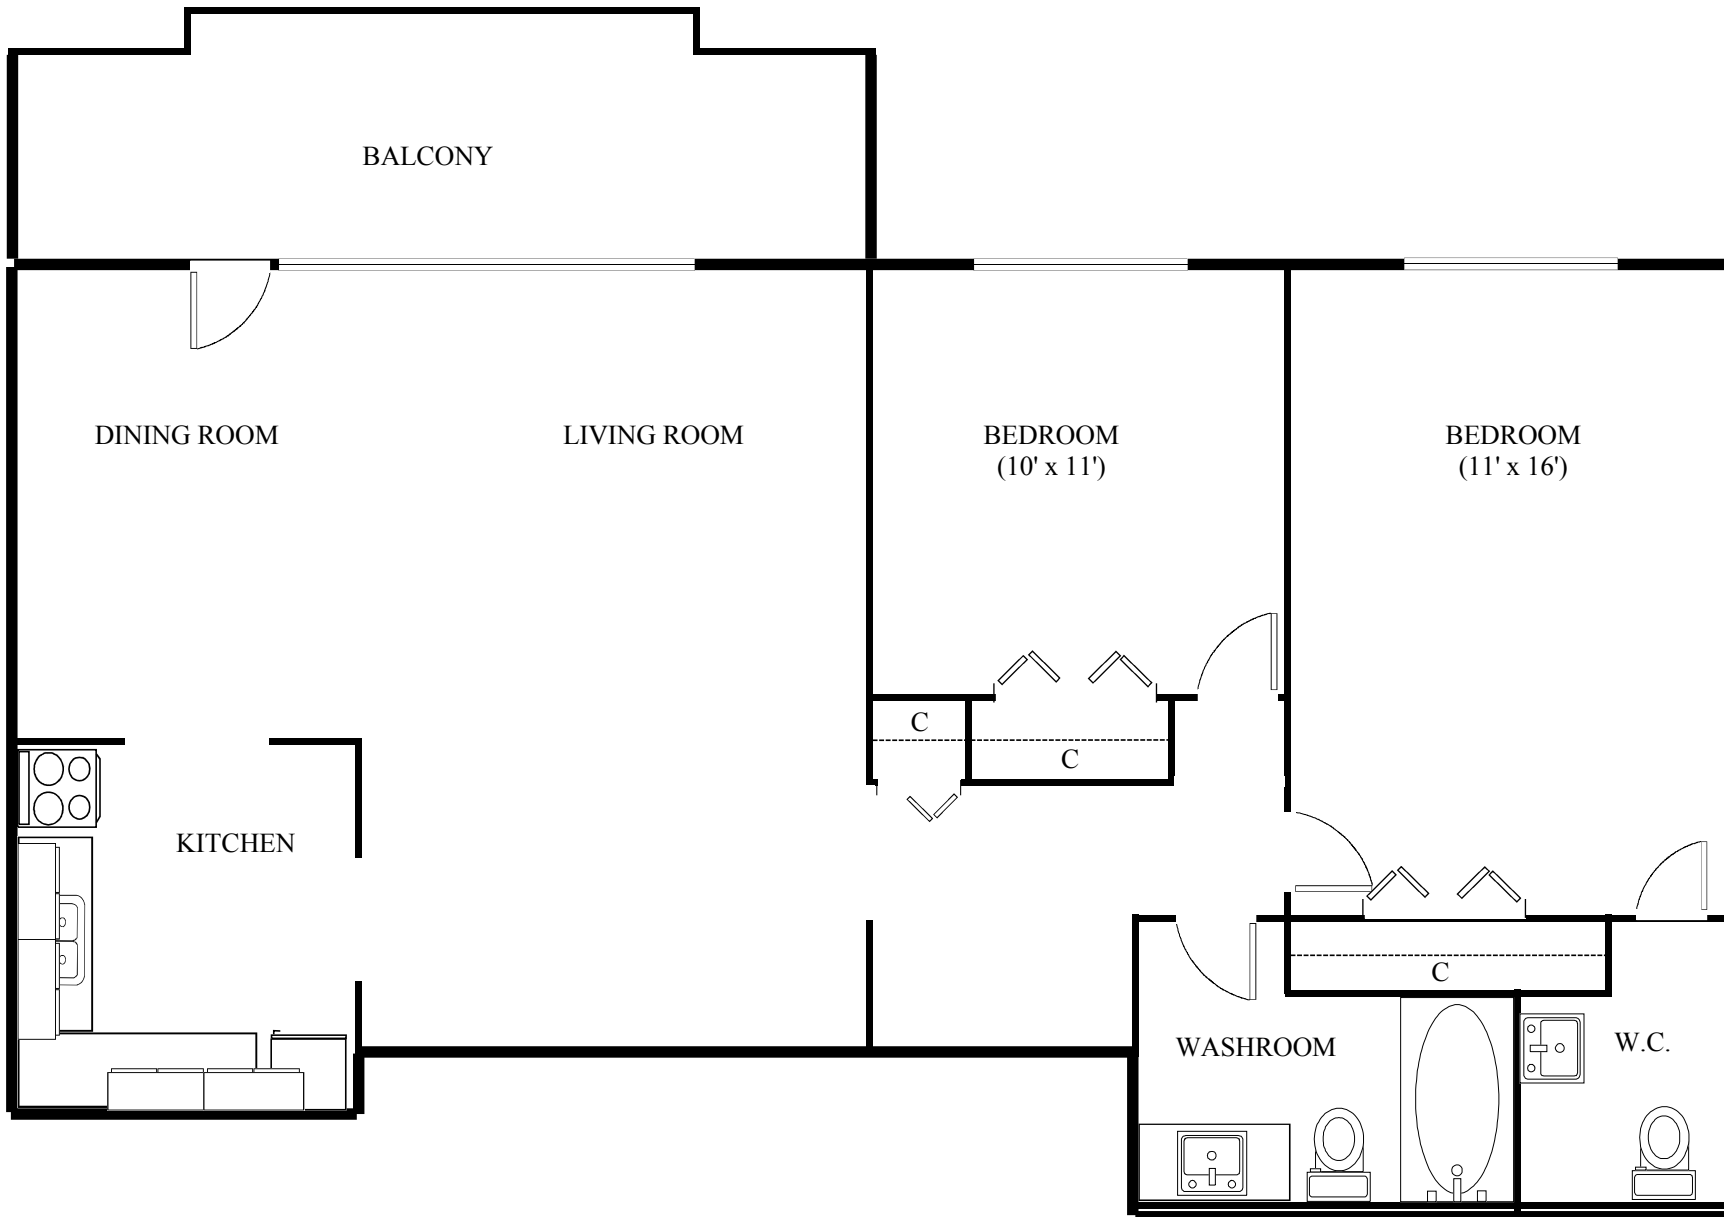 BALCONY
DINING ROOM
LIVING ROOM
BEDROOM
(10' x 11')
BEDROOM
(11' x 16')
C
C
KITCHEN
C
WASHROOM
W.C.